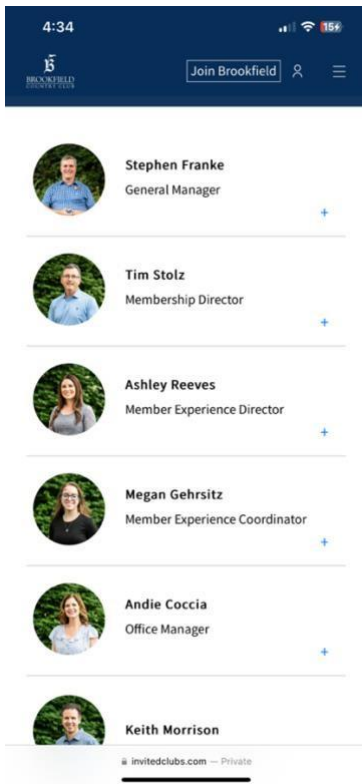 4:34
15
B
BROOKFIELD
COUNTRY CLUB
Join Brookfield
Stephen Franke
General Manager
+
Tim Stolz
Membership Director
+
Ashley Reeves
Member Experience Director
+
Megan Gehrsitz
Member Experience Coordinator
+
Andie Coccia
Office Manager
+
Keith Morrison
invitedclubs.com — Private